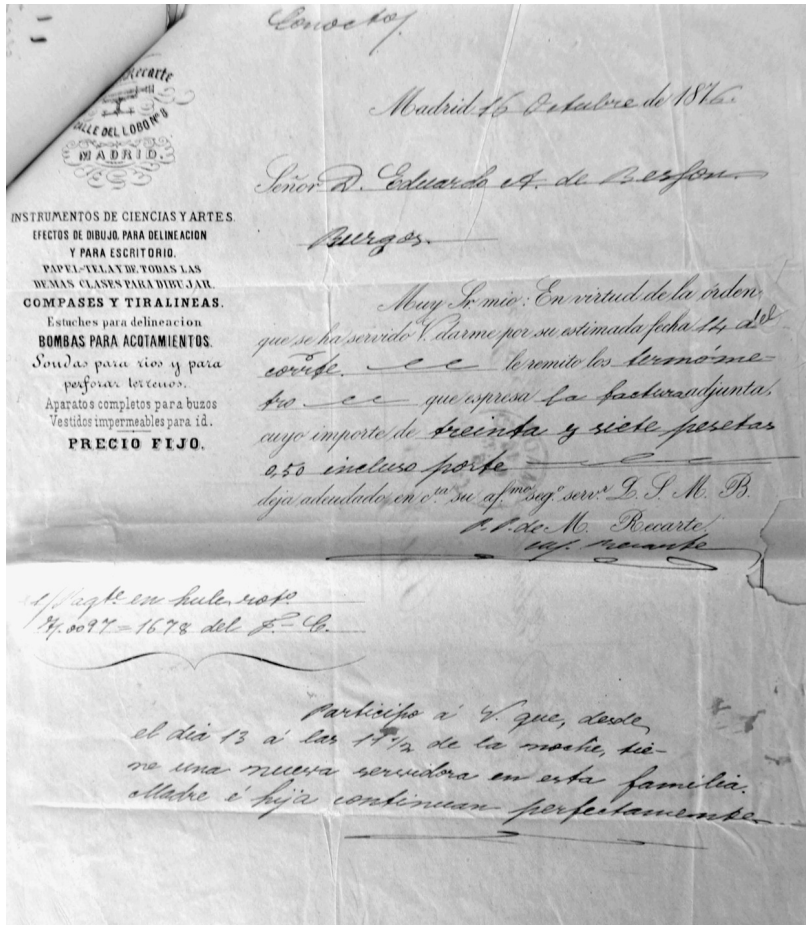 Recarte
CALLE DEL LOBO Nº 8
MADRID.
INSTRUMENTOS DE CIENCIAS Y ARTES.
EFECTOS DE DIBUJO, PARA DELINEACION
Y PARA ESCRITORIO.
PAPEL-TELA Y DE TODAS LAS
DEMAS CLASES PARA DIBUJAR.
COMPASES Y TIRALINEAS.
Estuches para delineacion
BOMBAS PARA ACOTAMIENTOS.
Sondas para rios y para
perforar terrenos.
Aparatos completos para buzos
Vestidos impermeables para id.
PRECIO FIJO.
Madrid 16 Octubre de 1876.
Señor D. Eduardo A. de
Burgos.
Muy Sr. mio: En virtud de la órden
que se ha servido V. darme por su estimada fecha 14 del
corrte. le remito los termóme-
tro que espresa la factura adjunta,
cuyo importe de treinta y siete pesetas
0,50 incluso porte
deja adeudado en cta su afmo segº servr Q. S. M. B.
P. P. de M. Recarte.
en hule
1678 del F.-C.
Participo á V. que, desde
el dia 13 á las 11 1/2 de la noche, tie-
ne una nueva servidora en esta familia.
Madre é hija continuan perfectamente.